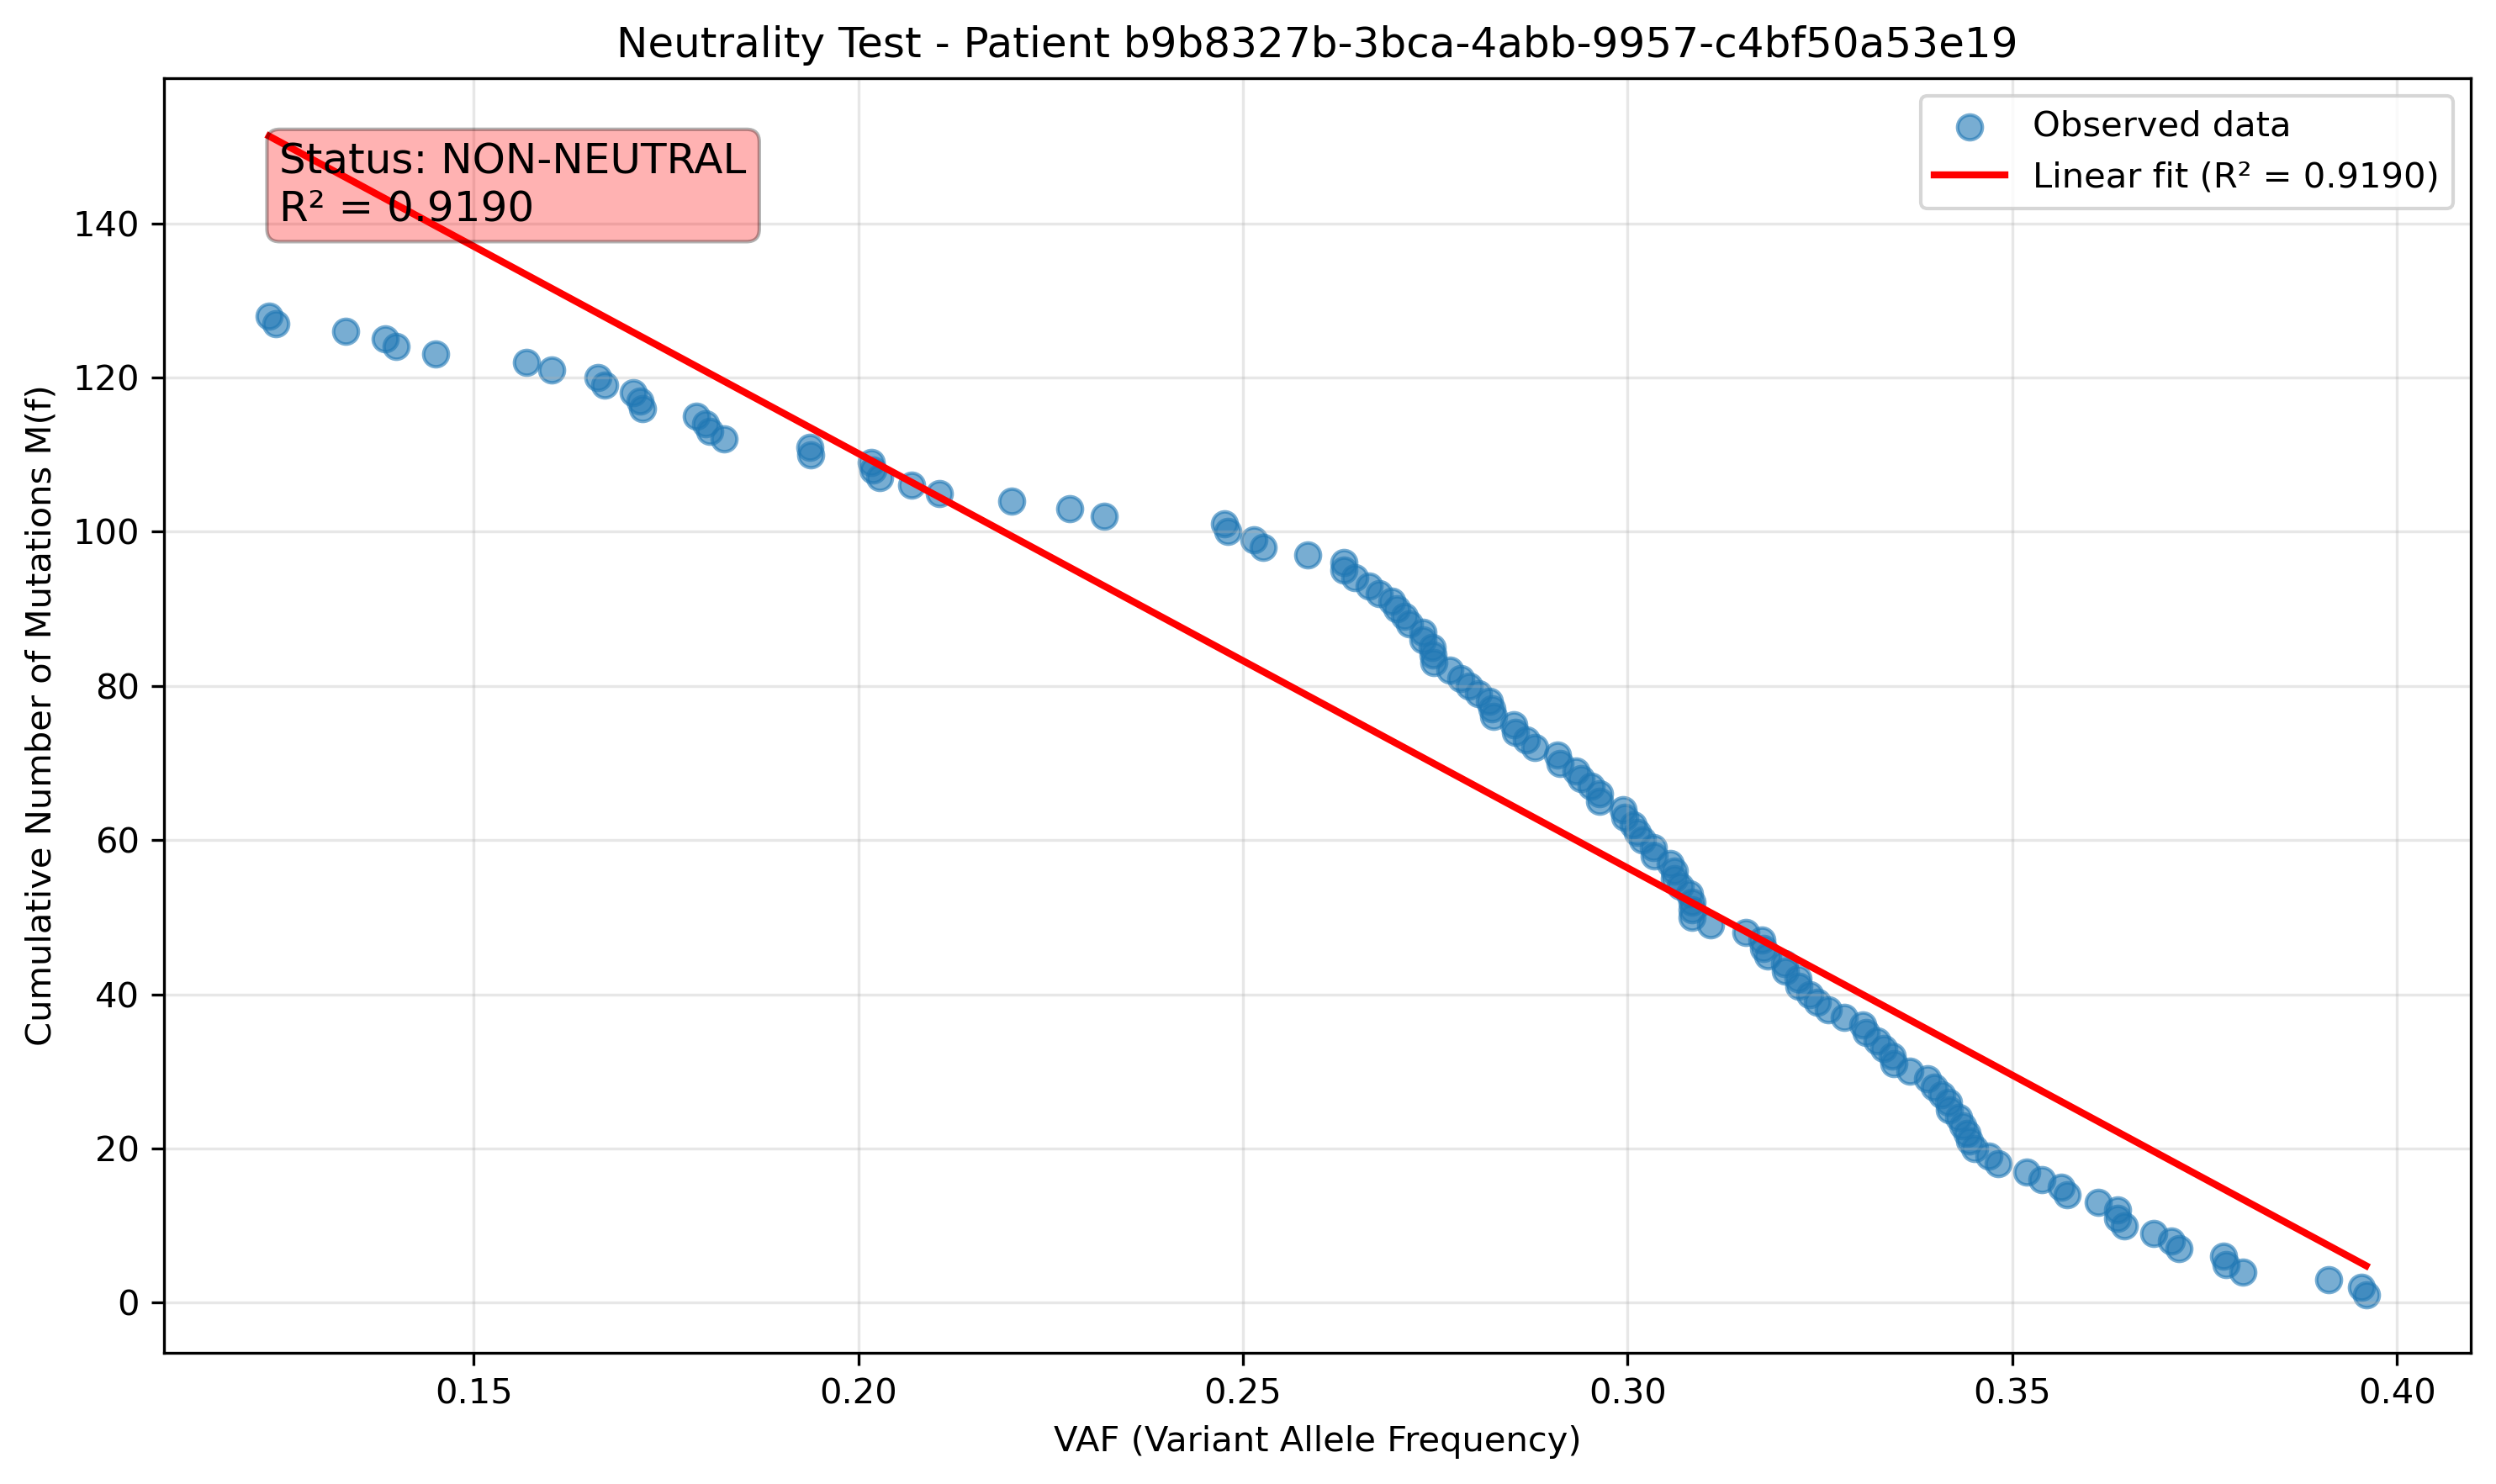 Neutrality Test - Patient b9b8327b-3bca-4abb-9957-c4bf50a53e19
Status: NON-NEUTRAL
R² = 0.9190
Observed data
Linear fit (R² = 0.9190)
Cumulative Number of Mutations M(f)
140
120
100
80
60
40
20
0
0.15
0.20
0.25
0.30
0.35
0.40
VAF (Variant Allele Frequency)